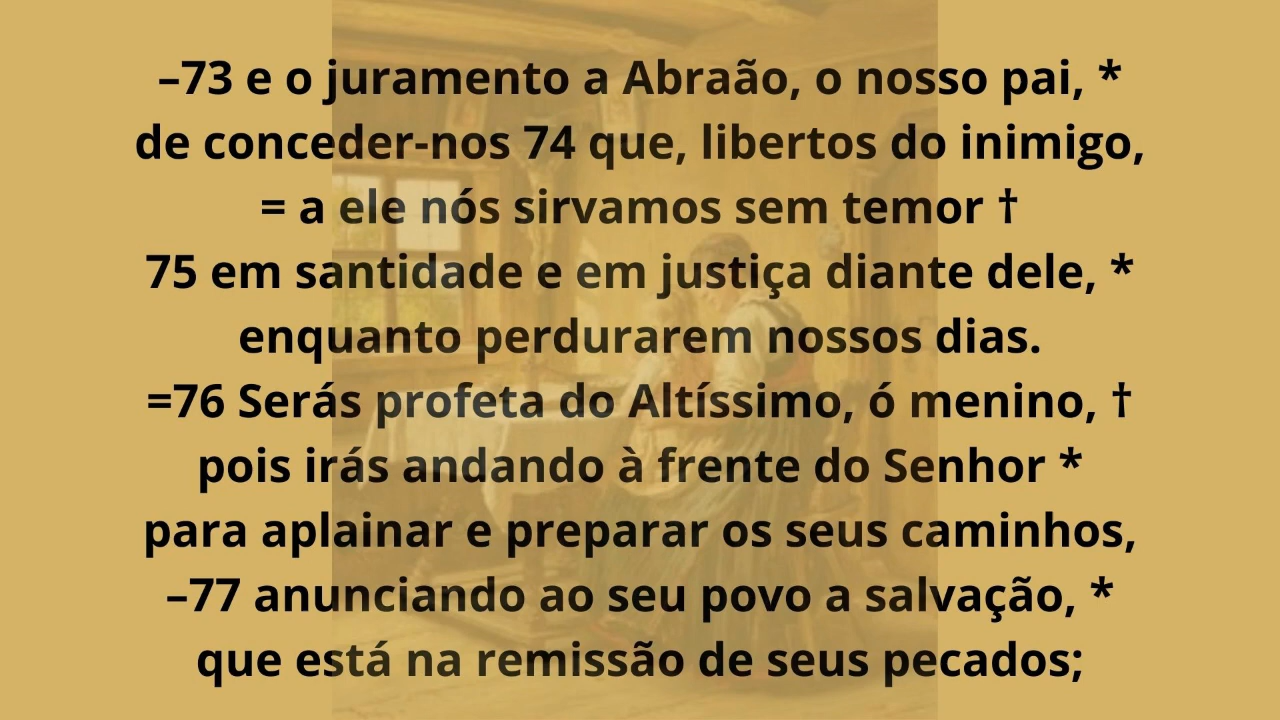 –73 e o juramento a Abraão, o nosso pai, *
de conceder-nos 74 que, libertos do inimigo,
= a ele nós sirvamos sem temor †
75 em santidade e em justiça diante dele, *
enquanto perdurarem nossos dias.
=76 Serás profeta do Altíssimo, ó menino, †
pois irás andando à frente do Senhor *
para aplainar e preparar os seus caminhos,
–77 anunciando ao seu povo a salvação, *
que está na remissão de seus pecados;